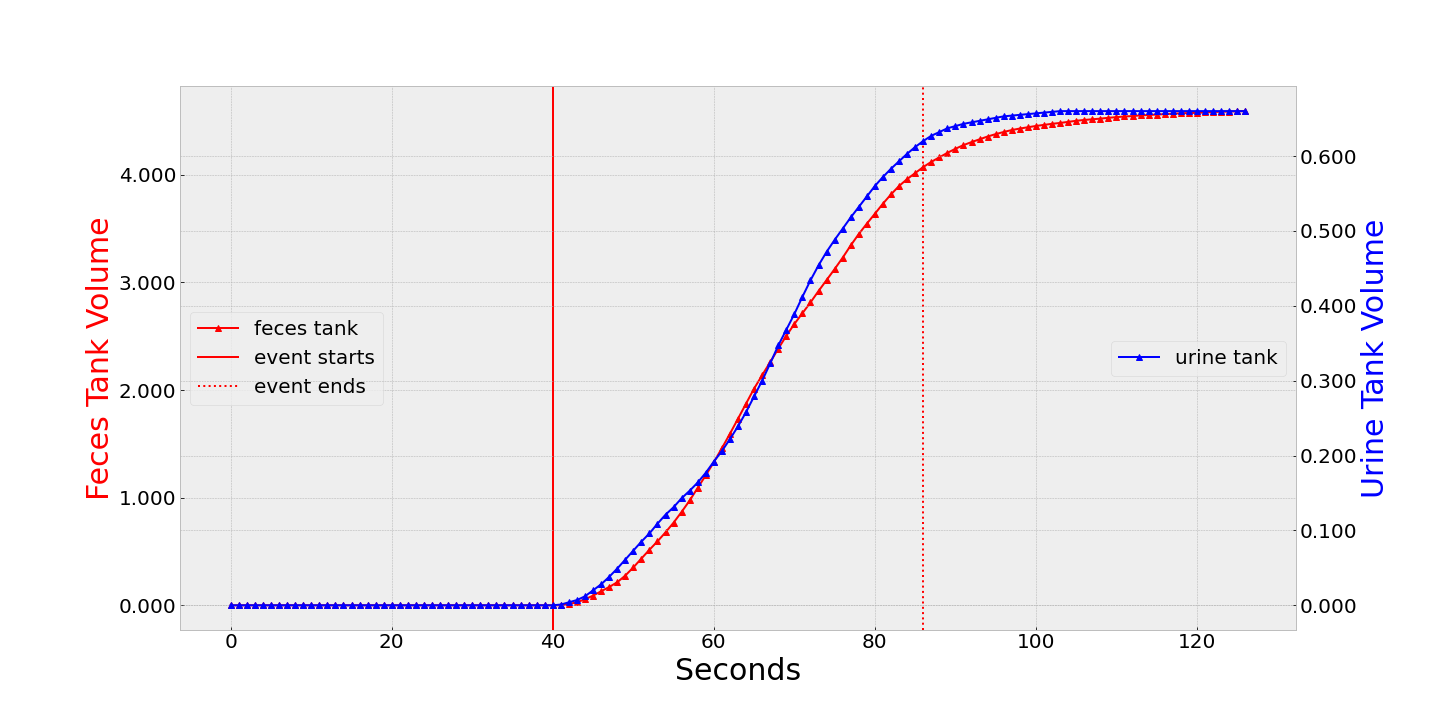 Feces Tank Volume
4.000
3.000
2.000
1.000
0.000
feces tank
event starts
event ends
urine tank
0.600
0.500
0.400
0.300
0.200
0.100
0.000
Urine Tank Volume
0 20 40 60 80 100 120
Seconds